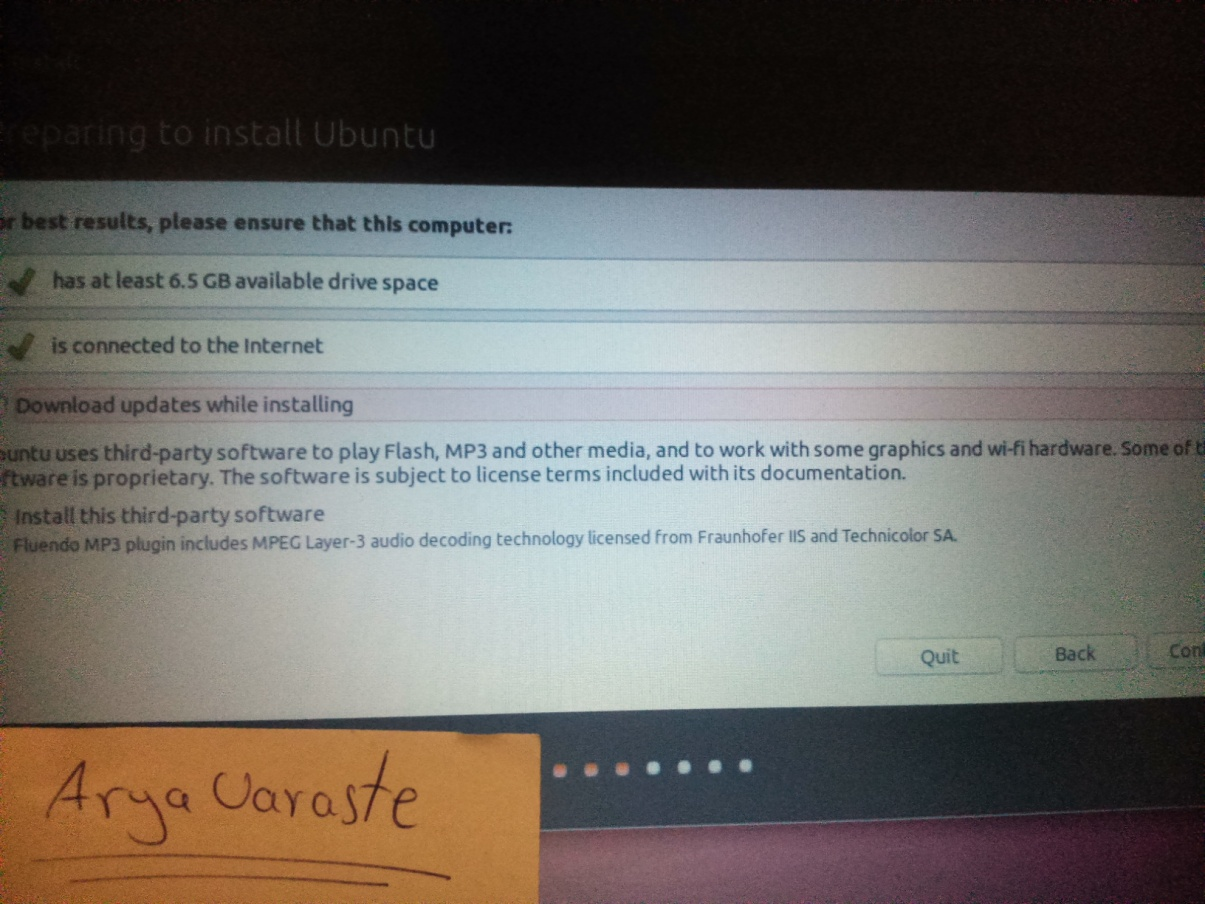 reparing to install Ubuntu
or best results, please ensure that this computer:
has at least 6.5 GB available drive space
is connected to the Internet
Download updates while installing
buntu uses third-party software to play Flash, MP3 and other media, and to work with some graphics and wi-fi hardware. Some of t
ftware is proprietary. The software is subject to license terms included with its documentation.
Install this third-party software
Fluendo MP3 plugin includes MPEG Layer-3 audio decoding technology licensed from Fraunhofer IIS and Technicolor SA.
Quit Back Con
Arya Varaste